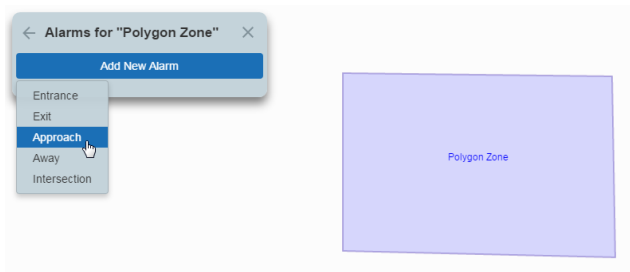 Alarms for "Polygon Zone"
Add New Alarm
Entrance
Exit
Approach
Away
Intersection
Polygon Zone